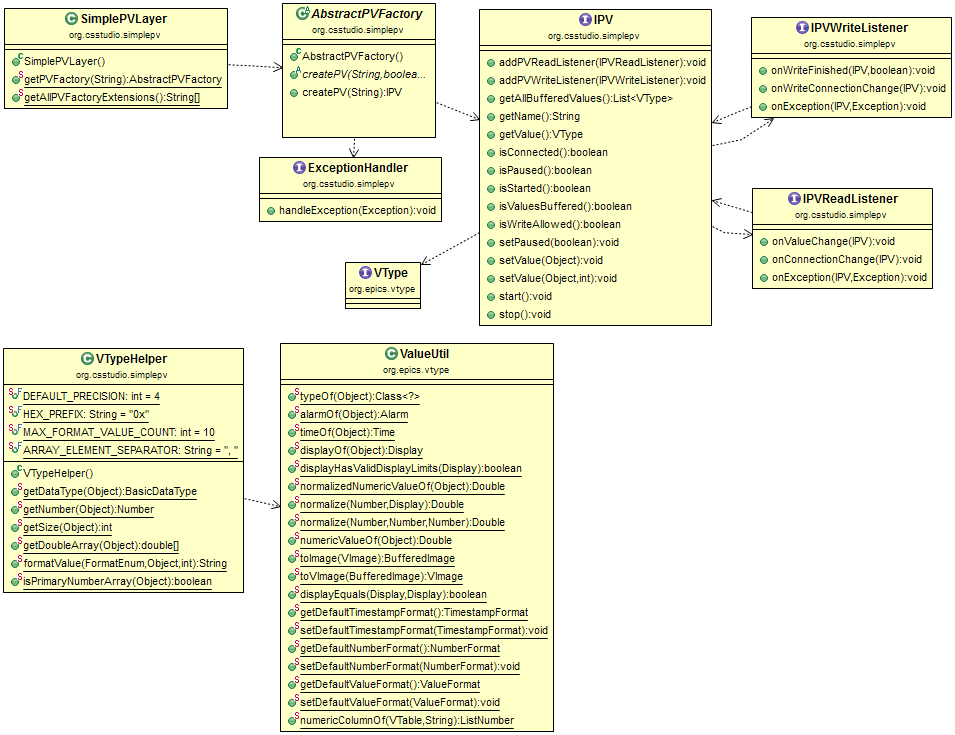 SimplePVLayer
org.csstudio.simplepv
SimplePVLayer()
getPVFactory(String):AbstractPVFactory
getAllPVFactoryExtensions():String[]
AbstractPVFactory
org.csstudio.simplepv
AbstractPVFactory()
createPV(String,boolea...
createPV(String):IPV
ExceptionHandler
org.csstudio.simplepv
handleException(Exception):void
IPV
org.csstudio.simplepv
addPVReadListener(IPVReadListener):void
addPVWriteListener(IPVWriteListener):void
getAllBufferedValues():List<VType>
getName():String
getValue():VType
isConnected():boolean
isPaused():boolean
isStarted():boolean
isValuesBuffered():boolean
isWriteAllowed():boolean
setPaused(boolean):void
setValue(Object):void
setValue(Object,int):void
start():void
stop():void
IPVWriteListener
org.csstudio.simplepv
onWriteFinished(IPV,boolean):void
onWriteConnectionChange(IPV):void
onException(IPV,Exception):void
IPVReadListener
org.csstudio.simplepv
onValueChange(IPV):void
onConnectionChange(IPV):void
onException(IPV,Exception):void
VType
org.epics.vtype
VTypeHelper
org.csstudio.simplepv
DEFAULT_PRECISION: int = 4
HEX_PREFIX: String = "0x"
MAX_FORMAT_VALUE_COUNT: int = 10
ARRAY_ELEMENT_SEPARATOR: String = ", "
VTypeHelper()
getDataType(Object):BasicDataType
getNumber(Object):Number
getSize(Object):int
getDoubleArray(Object):double[]
formatValue(FormatEnum,Object,int):String
isPrimaryNumberArray(Object):boolean
ValueUtil
org.epics.vtype
typeOf(Object):Class<?>
alarmOf(Object):Alarm
timeOf(Object):Time
displayOf(Object):Display
displayHasValidDisplayLimits(Display):boolean
normalizedNumericValueOf(Object):Double
normalize(Number,Display):Double
normalize(Number,Number,Number):Double
numericValueOf(Object):Double
toImage(VImage):BufferedImage
toVImage(BufferedImage):VImage
displayEquals(Display,Display):boolean
getDefaultTimestampFormat():TimestampFormat
setDefaultTimestampFormat(TimestampFormat):void
getDefaultNumberFormat():NumberFormat
setDefaultNumberFormat(NumberFormat):void
getDefaultValueFormat():ValueFormat
setDefaultValueFormat(ValueFormat):void
numericColumnOf(VTable,String):ListNumber